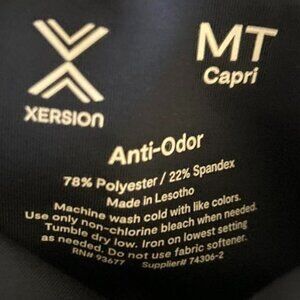 XERSION
MT
Capri
Anti-Odor
78% Polyester / 22% Spandex
Made in Lesotho
Machine wash cold with like colors.
Use only non-chlorine bleach when needed.
Tumble dry low. Iron on lowest setting
as needed. Do not use fabric softener.
RN# 93677 Supplier# 74306-2